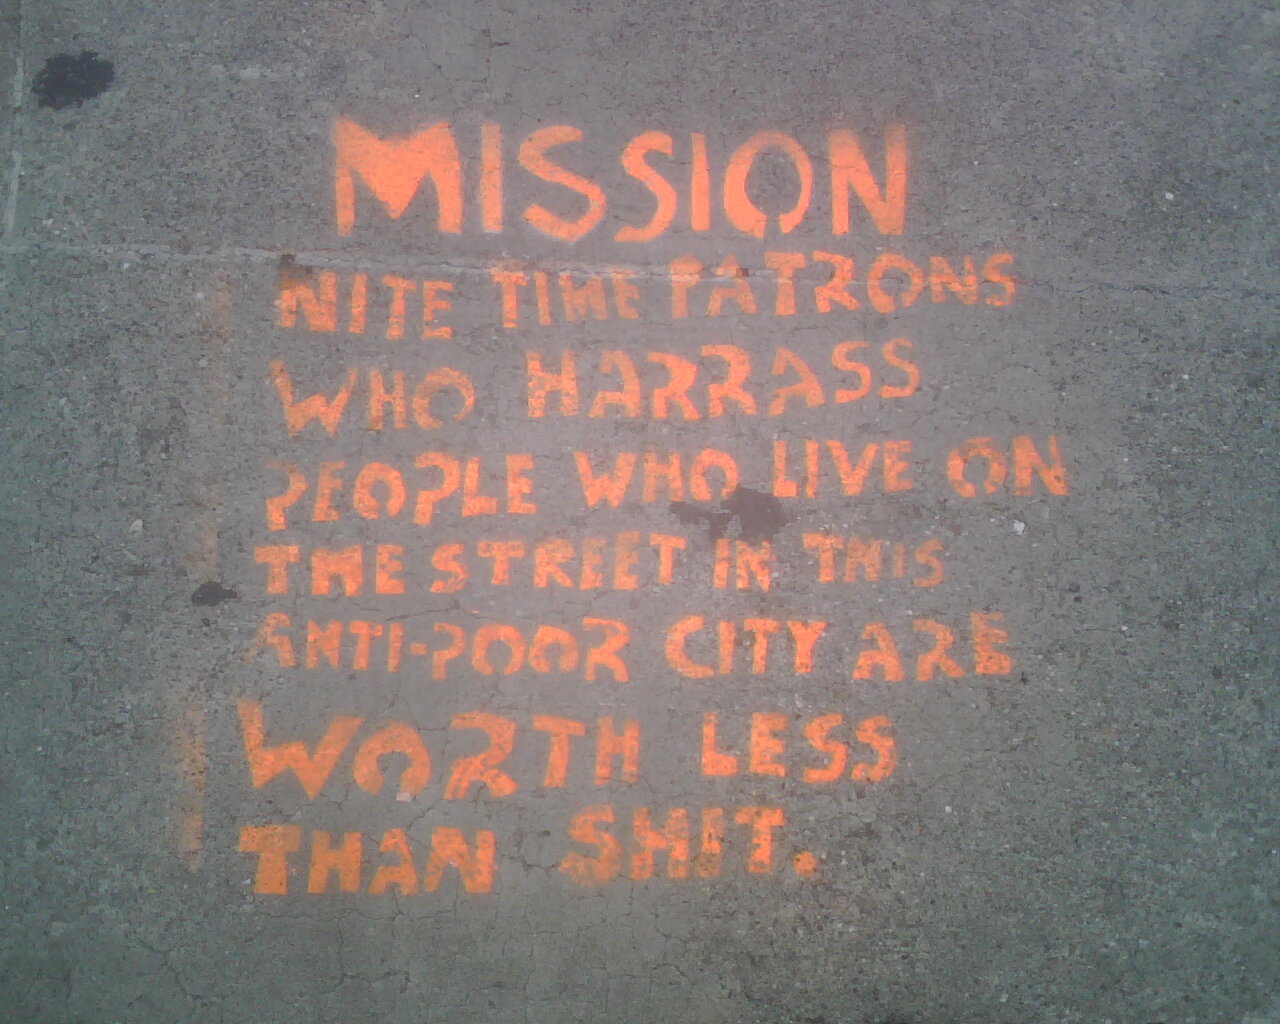 MISSION
NITE TIME PATRONS
WHO HARRASS
PEOPLE WHO LIVE ON
THE STREET IN THIS
ANTI-POOR CITY ARE
WORTH LESS
THAN SHIT.